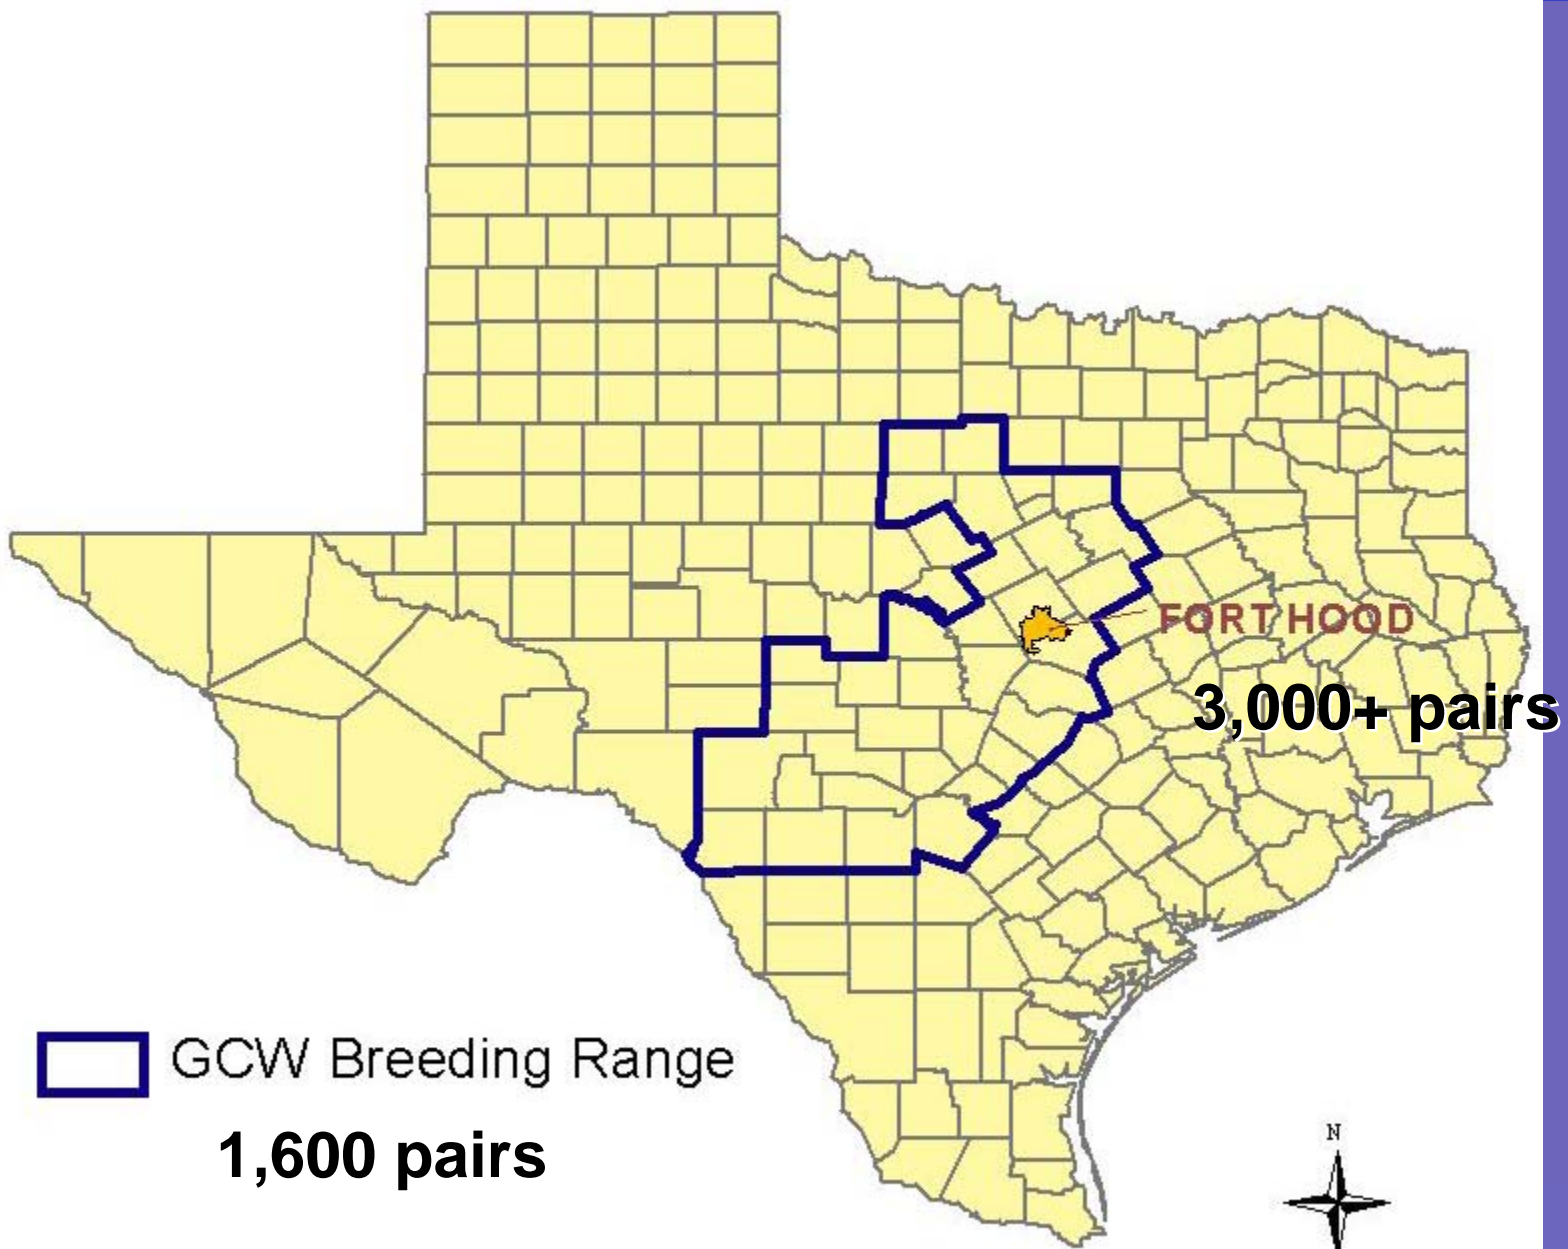 FORT HOOD
3,000+ pairs
GCW Breeding Range
1,600 pairs
N